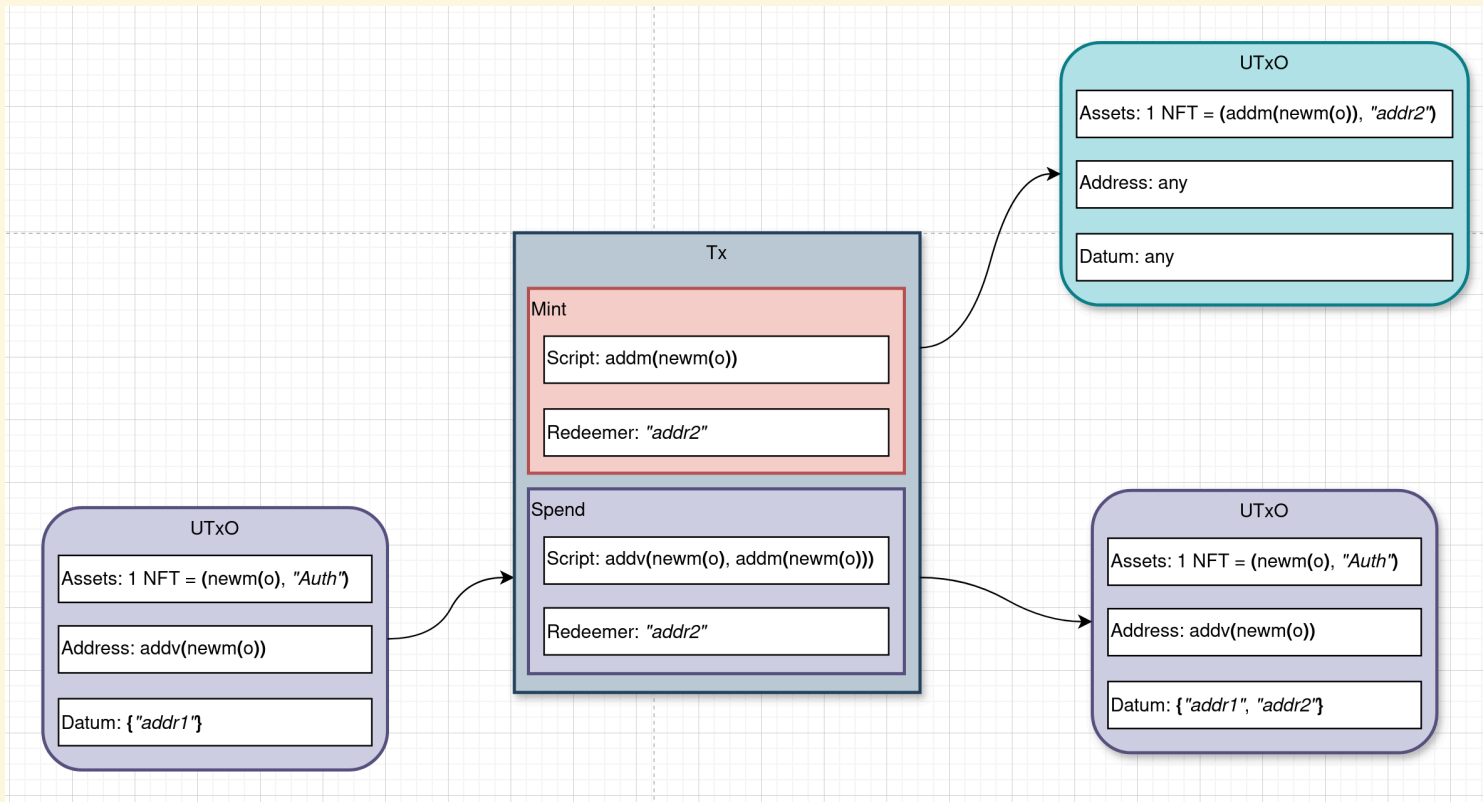 UTxO
Assets: 1 NFT = (addm(newm(o)), "addr2")
Address: any
Datum: any
Tx
Mint
Script: addm(newm(o))
Redeemer: "addr2"
Spend
Script: addv(newm(o), addm(newm(o)))
Redeemer: "addr2"
UTxO
Assets: 1 NFT = (newm(o), "Auth")
Address: addv(newm(o))
Datum: {"addr1"}
UTxO
Assets: 1 NFT = (newm(o), "Auth")
Address: addv(newm(o))
Datum: {"addr1", "addr2"}